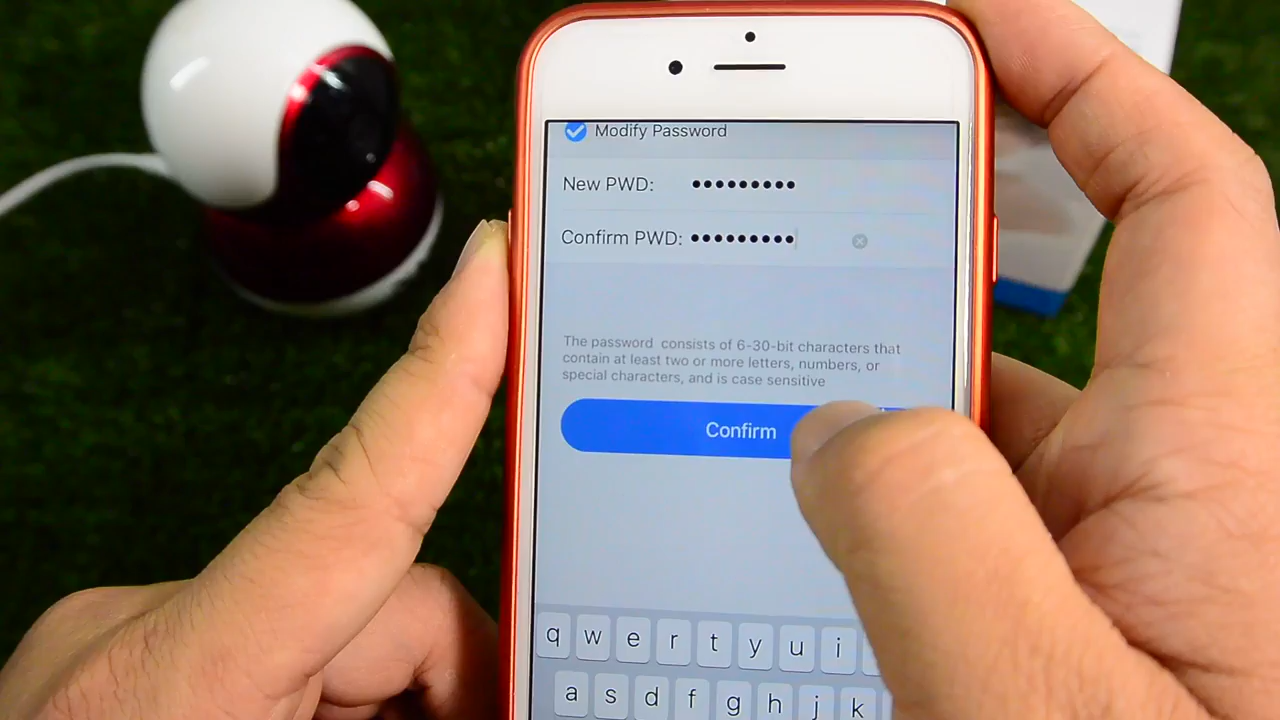 Modify Password
New PWD: •••••••••
Confirm PWD: •••••••••
The password consists of 6-30-bit characters that
contain at least two or more letters, numbers, or
special characters, and is case sensitive
Confirm
q w e r t y u i
a s d f g h j k